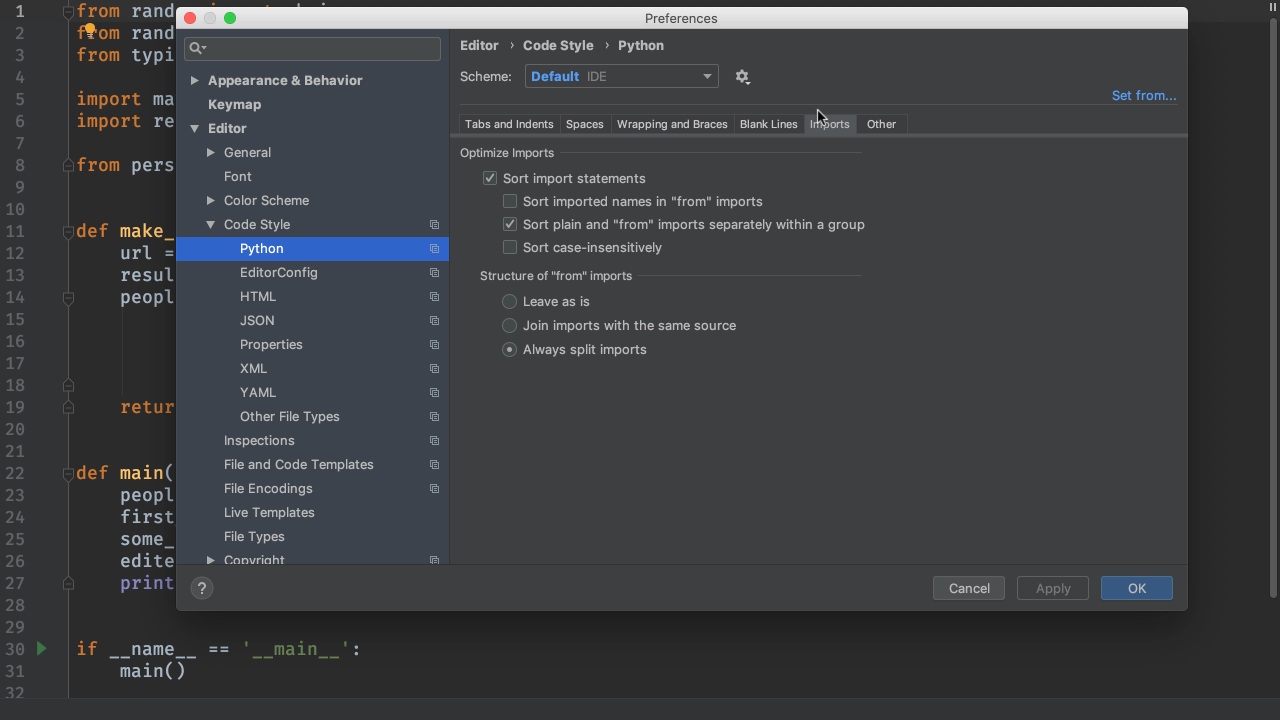 Preferences
Editor › Code Style › Python
Scheme: Default IDE
Set from...
Tabs and Indents Spaces Wrapping and Braces Blank Lines Imports Other
Optimize Imports
Sort import statements
Sort imported names in "from" imports
Sort plain and "from" imports separately within a group
Sort case-insensitively
Structure of "from" imports
Leave as is
Join imports with the same source
Always split imports
Appearance & Behavior
Keymap
Editor
General
Font
Color Scheme
Code Style
Python
EditorConfig
HTML
JSON
Properties
XML
YAML
Other File Types
Inspections
File and Code Templates
File Encodings
Live Templates
File Types
Copyright
?
Cancel Apply OK
1 from rand
2 from rand
3 from typi
4
5 import ma
6 import re
7
8 from pers
9
10
11 def make_
12 url =
13 resul
14 peopl
15
16
17
18
19 retur
20
21
22 def main(
23 peopl
24 first
25 some_
26 edite
27 print
28
29
30 if __name__ == '__main__':
31 main()
32